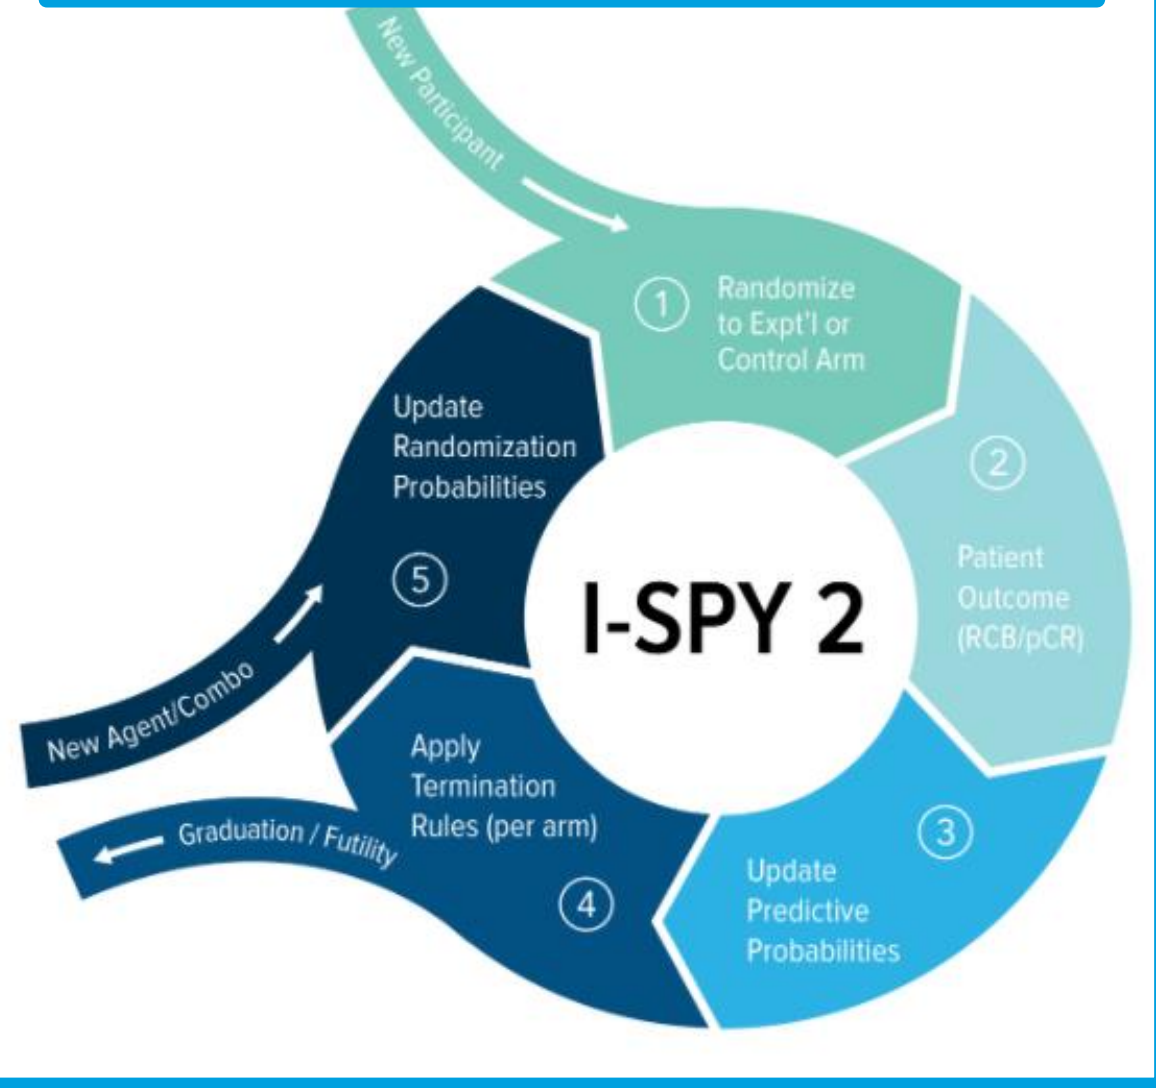 New Participant
1
Randomize
to Expt'l or
Control Arm
2
Patient
Outcome
(RCB/pCR)
3
Update
Predictive
Probabilities
4
Apply
Termination
Rules (per arm)
Graduation / Futility
5
Update
Randomization
Probabilities
New Agent/Combo
I-SPY 2